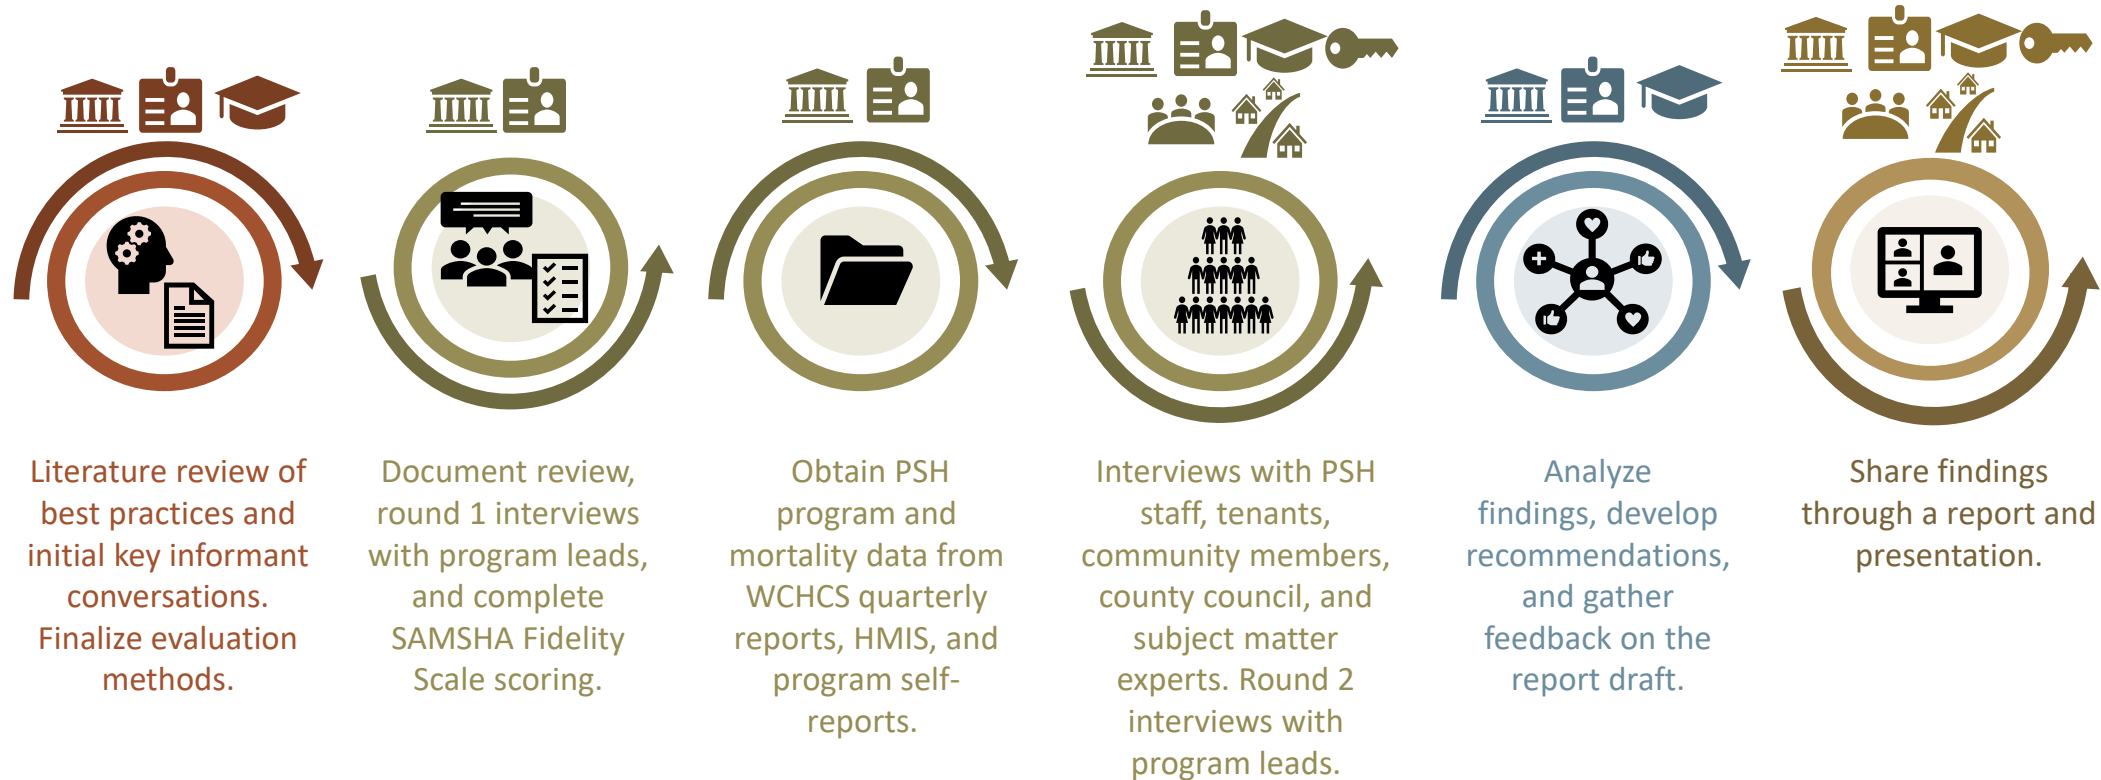 Literature review of
best practices and
initial key informant
conversations.
Finalize evaluation
methods.
Document review,
round 1 interviews
with program leads,
and complete
SAMSHA Fidelity
Scale scoring.
Obtain PSH
program and
mortality data from
WCHCS quarterly
reports, HMIS, and
program self-
reports.
Interviews with PSH
staff, tenants,
community members,
county council, and
subject matter
experts. Round 2
interviews with
program leads.
Analyze
findings, develop
recommendations,
and gather
feedback on the
report draft.
Share findings
through a report and
presentation.